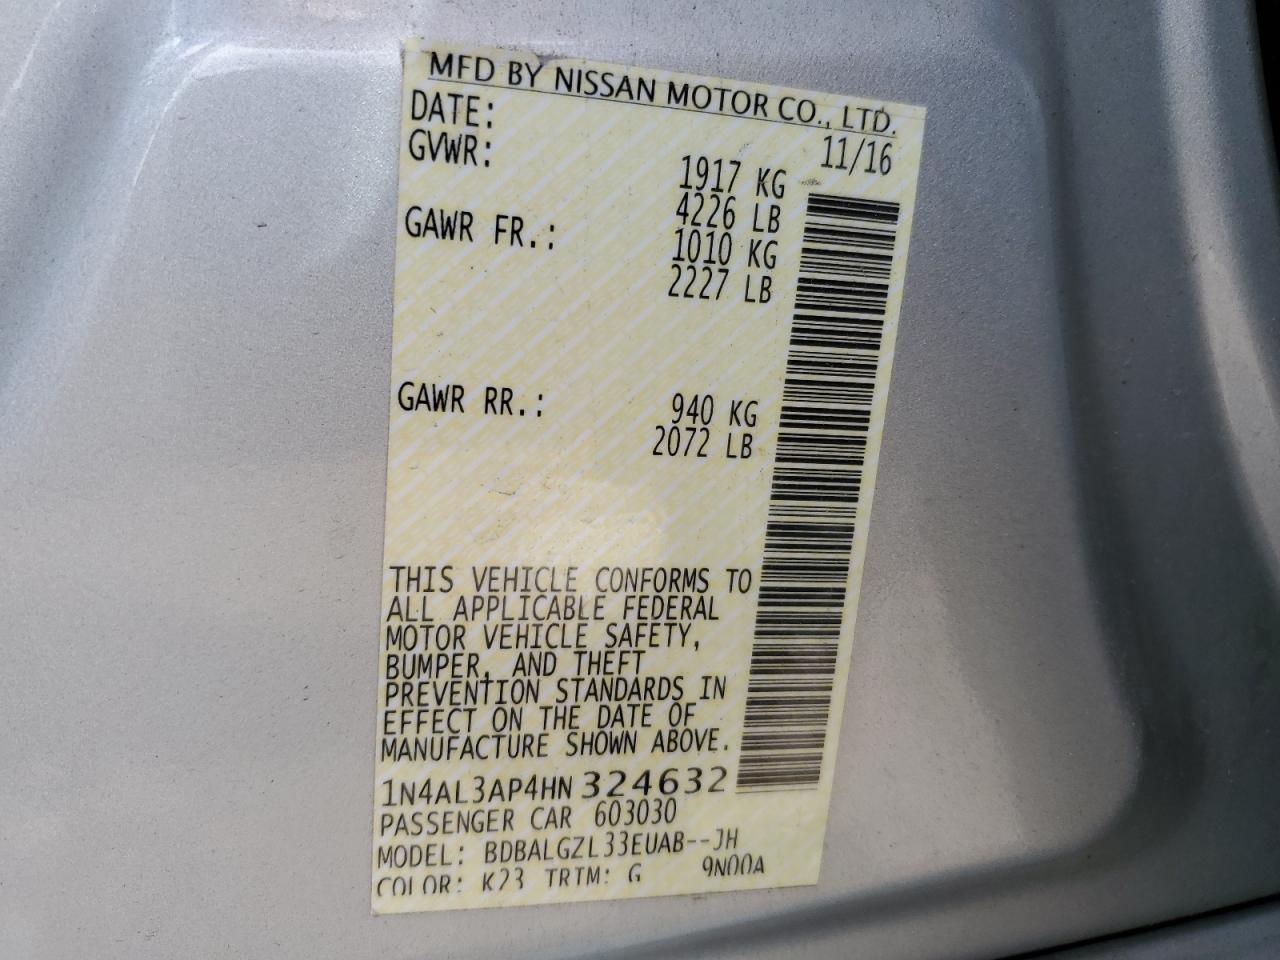 MFD BY NISSAN MOTOR CO., LTD.
DATE: 11/16
GVWR: 1917 KG
4226 LB
GAWR FR.: 1010 KG
2227 LB
GAWR RR.: 940 KG
2072 LB
THIS VEHICLE CONFORMS TO
ALL APPLICABLE FEDERAL
MOTOR VEHICLE SAFETY,
BUMPER, AND THEFT
PREVENTION STANDARDS IN
EFFECT ON THE DATE OF
MANUFACTURE SHOWN ABOVE.
1N4AL3AP4HN 324632
PASSENGER CAR 603030
MODEL: BDBALGZL33EUAB--JH
COLOR: K23 TRIM: G 9N00A